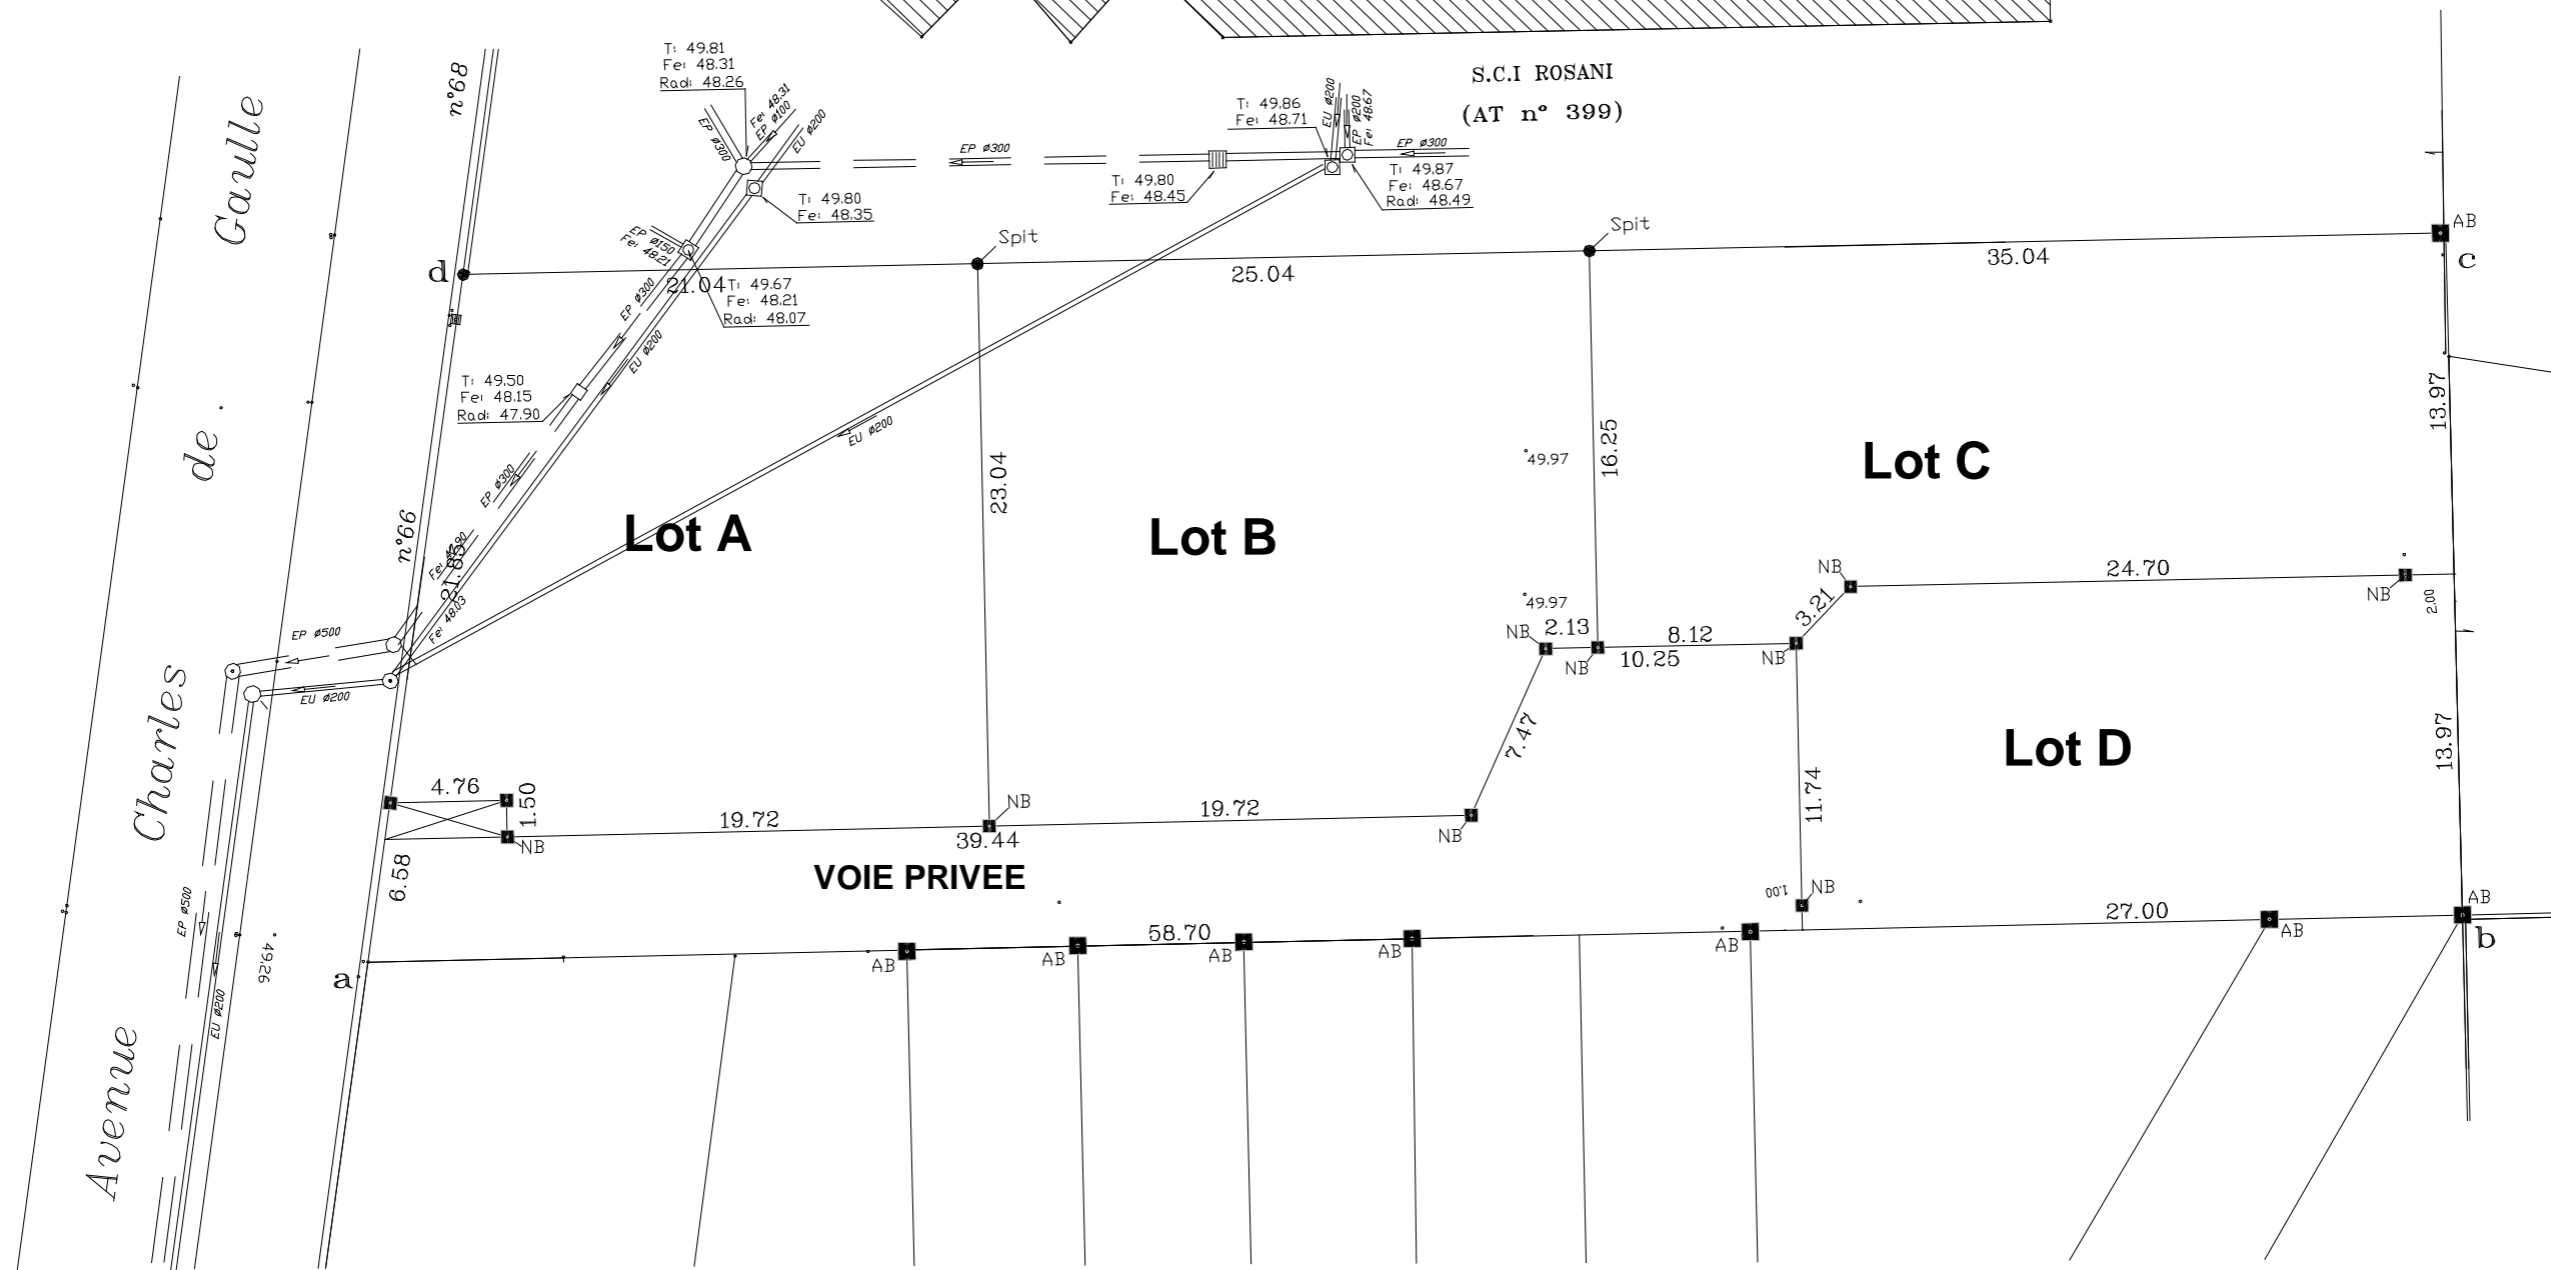 T: 49.81
Fe: 48.31
Rad: 48.26
Fe: 48.31
EP Ø100
EU Ø200
EP Ø300
n°68
Gaulle
S.C.I ROSANI
(AT n° 399)
T: 49.86
Fe: 48.71
EU Ø200
EP Ø200
Fe: 48.67
EP Ø300
EP Ø300
T: 49.80
Fe: 48.45
T: 49.87
Fe: 48.67
Rad: 48.49
T: 49.80
Fe: 48.35
EP Ø150
Fe: 48.21
Spit
Spit
AB
d
c
21.04
25.04
35.04
T: 49.67
Fe: 48.21
Rad: 48.07
EP Ø300
EU Ø200
T: 49.50
Fe: 48.15
Rad: 47.90
de .
EU Ø200
23.04
16.25
13.97
49.97
Lot C
EP Ø300
n°66
Lot A
Lot B
Fe: 47.90
21.85
Fe: 48.03
NB
24.70
NB
2.00
3.21
49.97
NB
2.13
NB
8.12
10.25
NB
EP Ø500
EU Ø200
Charles
7.47
Lot D
13.97
11.74
4.76
1.50
NB
19.72
NB
19.72
39.44
NB
6.58
VOIE PRIVEE
1.00
NB
27.00
AB
b
EP Ø500
49.26
58.70
a
AB
AB
AB
AB
AB
AB
EU Ø200
Avenue